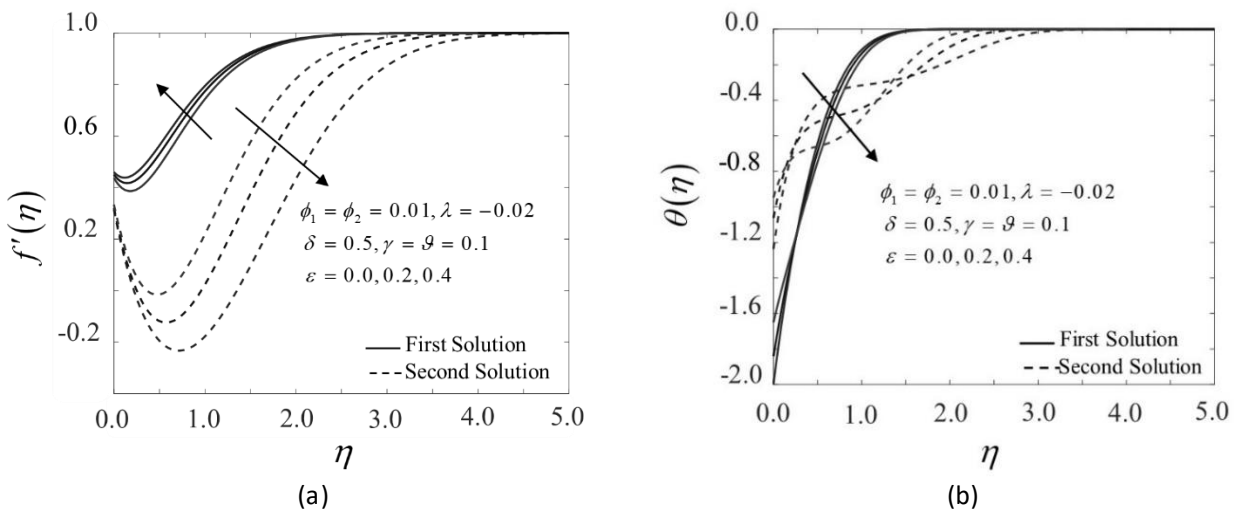 1.0
0.6
0.2
-0.2
f'(η)
0.0
1.0
2.0
3.0
4.0
5.0
η
ϕ₁ = ϕ₂ = 0.01, λ = −0.02
δ = 0.5, γ = ϑ = 0.1
ε = 0.0, 0.2, 0.4
First Solution
Second Solution
(a)
0.0
-0.4
-0.8
-1.2
-1.6
-2.0
θ(η)
0.0
1.0
2.0
3.0
4.0
5.0
η
ϕ₁ = ϕ₂ = 0.01, λ = −0.02
δ = 0.5, γ = ϑ = 0.1
ε = 0.0, 0.2, 0.4
First Solution
Second Solution
(b)